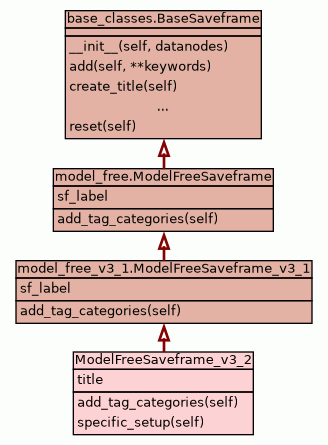 base_classes.BaseSaveframe
__init__(self, datanodes)
add(self, **keywords)
create_title(self)
...
reset(self)
model_free.ModelFreeSaveframe
sf_label
add_tag_categories(self)
model_free_v3_1.ModelFreeSaveframe_v3_1
sf_label
add_tag_categories(self)
ModelFreeSaveframe_v3_2
title
add_tag_categories(self)
specific_setup(self)